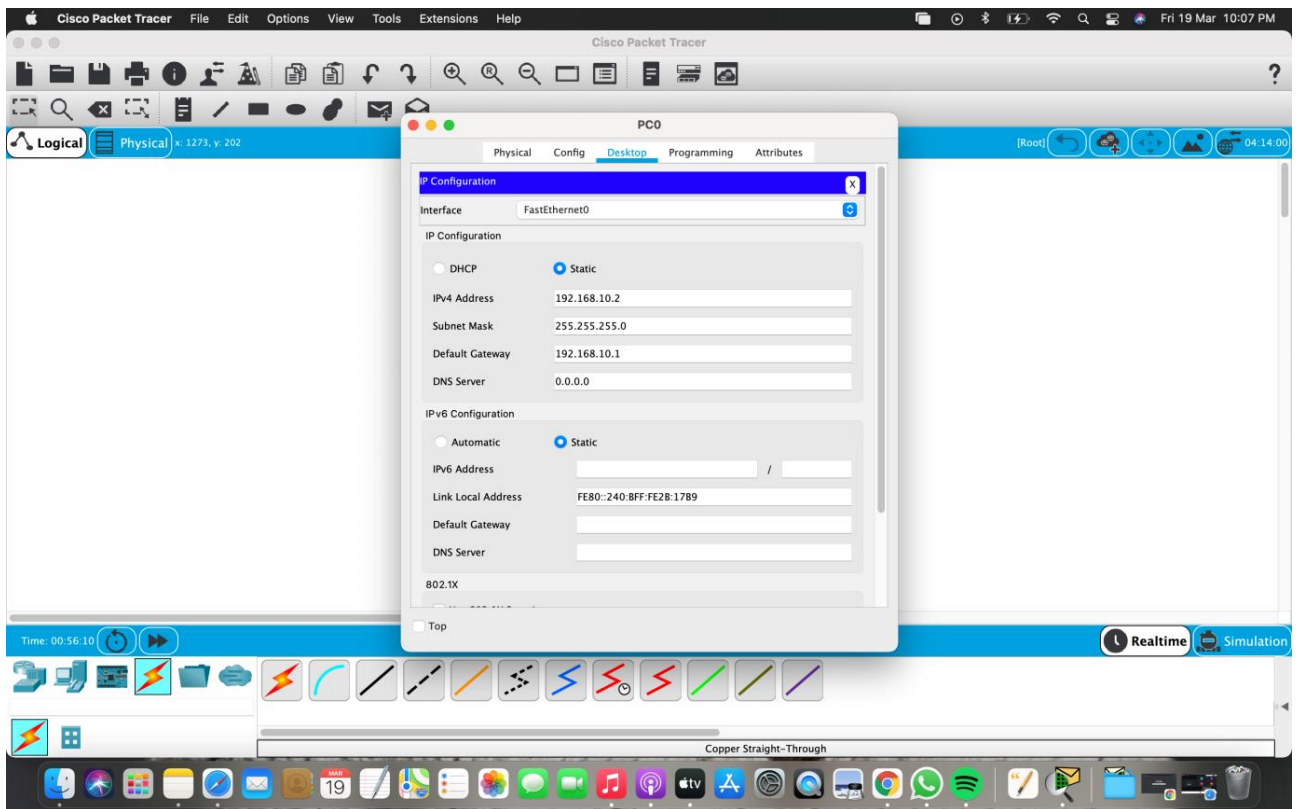 Cisco Packet Tracer File Edit Options View Tools Extensions Help Fri 19 Mar 10:07 PM
Cisco Packet Tracer
?
PC0
Logical Physical x: 1273, y: 202 [Root] 04:14:00
Physical Config Desktop Programming Attributes
IP Configuration X
Interface FastEthernet0
IP Configuration
DHCP Static
IPv4 Address 192.168.10.2
Subnet Mask 255.255.255.0
Default Gateway 192.168.10.1
DNS Server 0.0.0.0
IPv6 Configuration
Automatic Static
IPv6 Address /
Link Local Address FE80::240:BFF:FE2B:17B9
Default Gateway
DNS Server
802.1X
Top
Time: 00:56:10 Realtime Simulation
Copper Straight-Through
MAR
19
tv